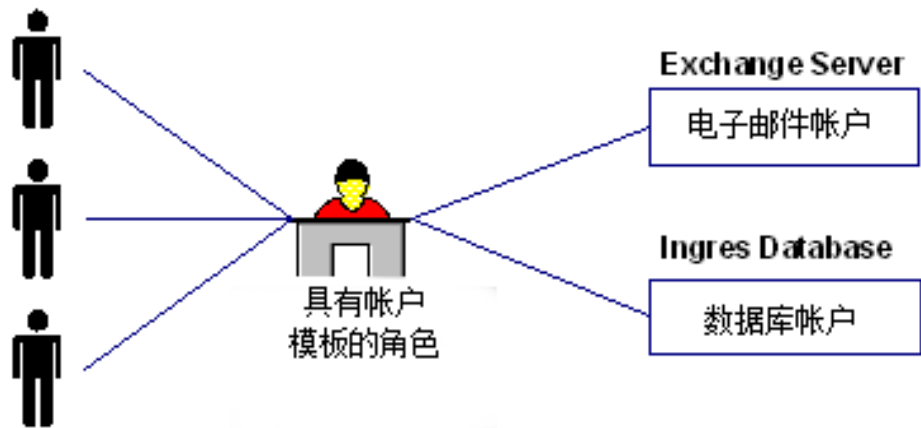 Exchange Server
电子邮件帐户
Ingres Database
数据库帐户
具有帐户
模板的角色